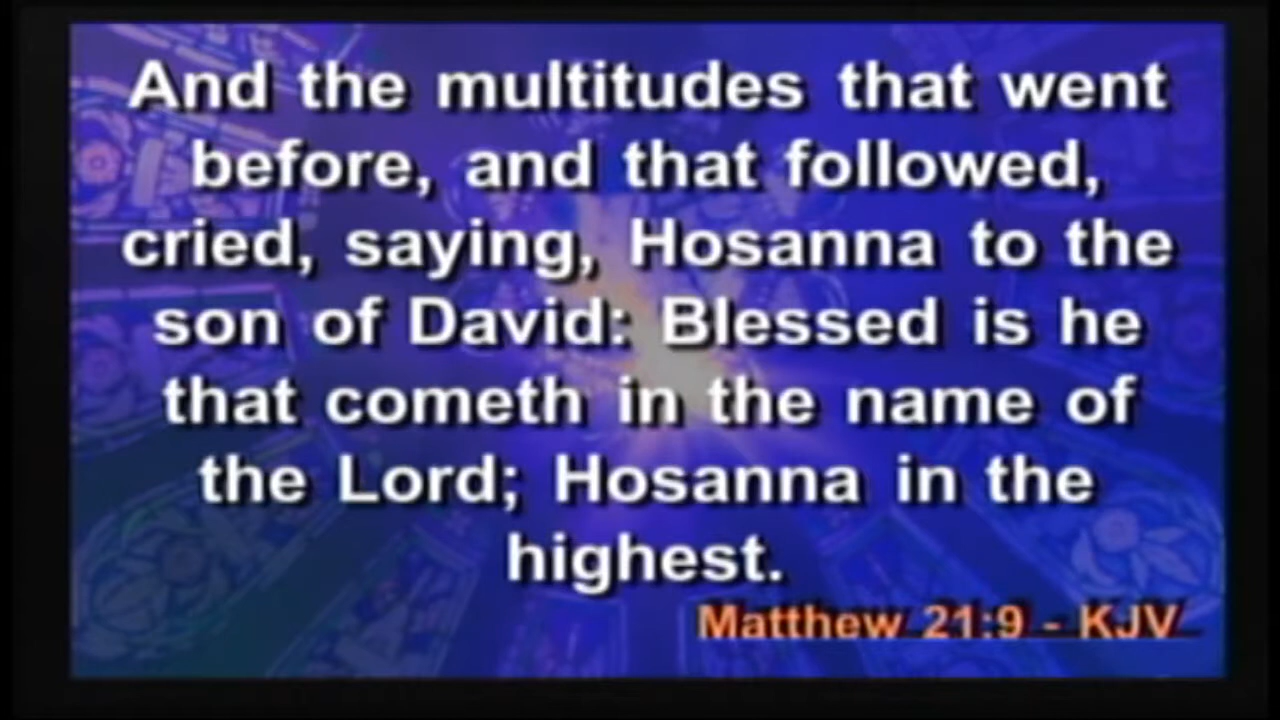 And the multitudes that went
before, and that followed,
cried, saying, Hosanna to the
son of David: Blessed is he
that cometh in the name of
the Lord; Hosanna in the
highest.
Matthew 21:9 - KJV